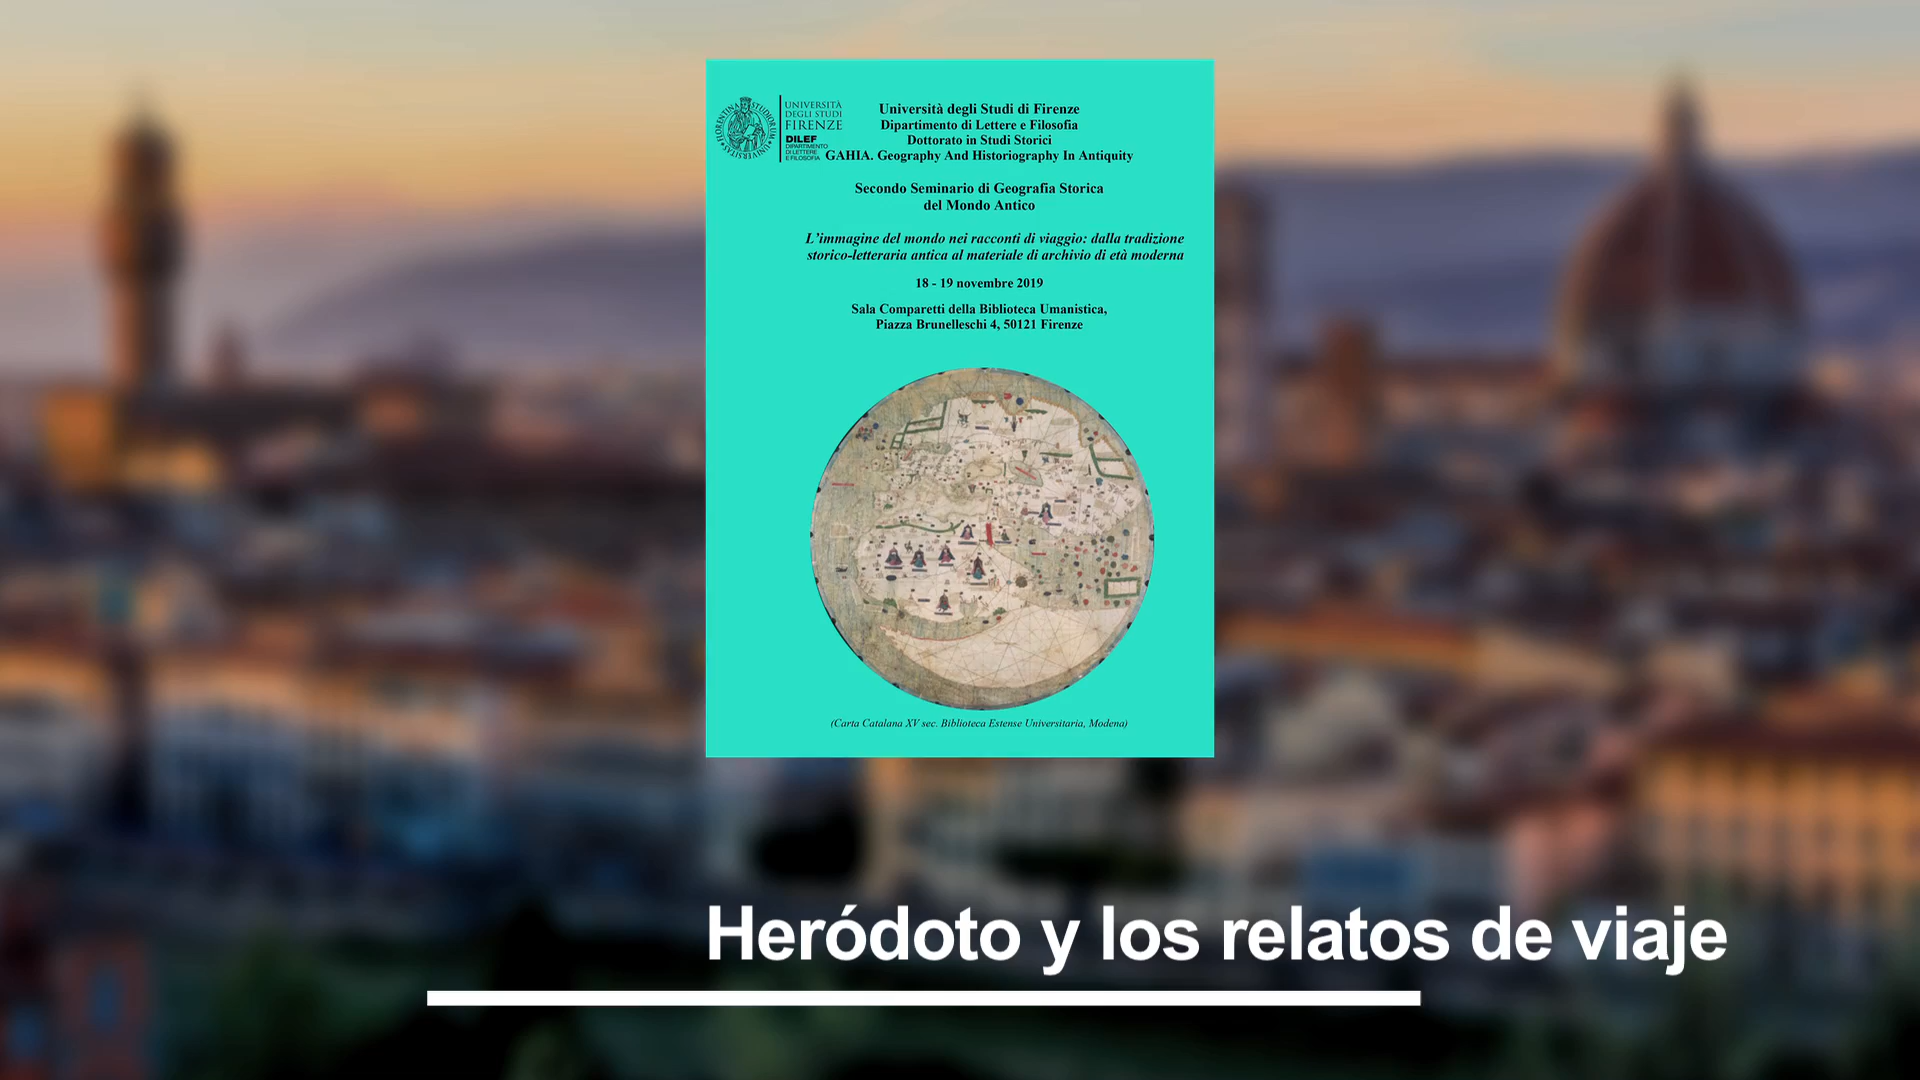 UNIVERSITÀ
DEGLI STUDI
FIRENZE
DILEF
DIPARTIMENTO
DI LETTERE
E FILOSOFIA
Università degli Studi di Firenze
Dipartimento di Lettere e Filosofia
Dottorato in Studi Storici
GAHIA. Geography And Historiography In Antiquity
Secondo Seminario di Geografia Storica
del Mondo Antico
L'immagine del mondo nei racconti di viaggio: dalla tradizione
storico-letteraria antica al materiale di archivio di età moderna
18 - 19 novembre 2019
Sala Comparetti della Biblioteca Umanistica,
Piazza Brunelleschi 4, 50121 Firenze
(Carta Catalana XV sec. Biblioteca Estense Universitaria, Modena)
Heródoto y los relatos de viaje